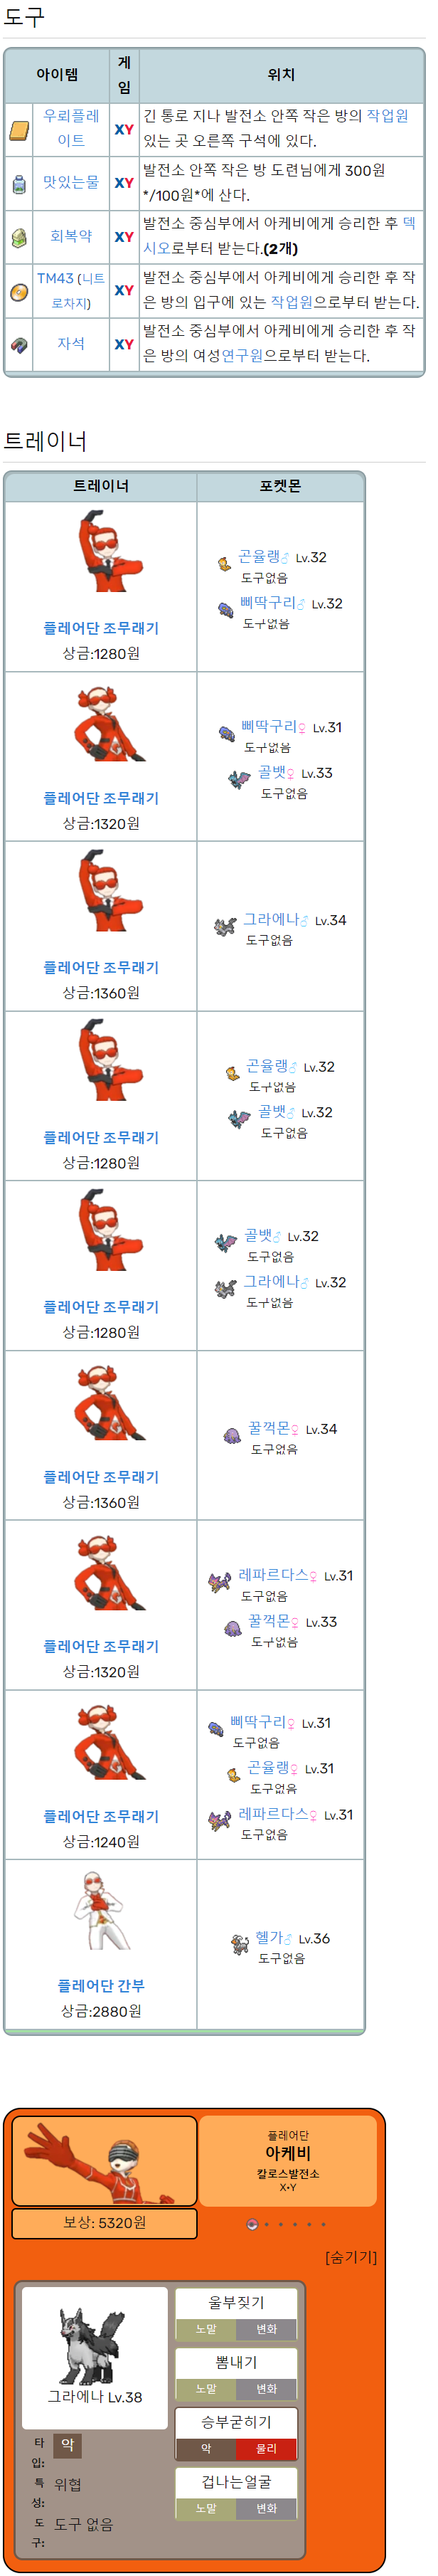 도구
아이템
게
임
위치
우뢰플레
이트
XY
긴 통로 지나 발전소 안쪽 작은 방의 작업원
있는 곳 오른쪽 구석에 있다.
맛있는물
XY
발전소 안쪽 작은 방 도련님에게 300원
*/100원*에 산다.
회복약
XY
발전소 중심부에서 아케비에게 승리한 후 덱
시오로부터 받는다.(2개)
TM43 (니트
로차지)
XY
발전소 중심부에서 아케비에게 승리한 후 작
은 방의 입구에 있는 작업원으로부터 받는다.
자석
XY
발전소 중심부에서 아케비에게 승리한 후 작
은 방의 여성연구원으로부터 받는다.
트레이너
트레이너
포켓몬
플레어단 조무래기
상금:1280원
곤율랭♂ Lv.32
도구없음
삐딱구리♂ Lv.32
도구없음
플레어단 조무래기
상금:1320원
삐딱구리♀ Lv.31
도구없음
골뱃♀ Lv.33
도구없음
플레어단 조무래기
상금:1360원
그라에나♂ Lv.34
도구없음
플레어단 조무래기
상금:1280원
곤율랭♂ Lv.32
도구없음
골뱃♂ Lv.32
도구없음
플레어단 조무래기
상금:1280원
골뱃♂ Lv.32
도구없음
그라에나♂ Lv.32
도구없음
플레어단 조무래기
상금:1360원
꿀꺽몬♀ Lv.34
도구없음
플레어단 조무래기
상금:1320원
레파르다스♀ Lv.31
도구없음
꿀꺽몬♀ Lv.33
도구없음
플레어단 조무래기
상금:1240원
삐딱구리♀ Lv.31
도구없음
곤율랭♀ Lv.31
도구없음
레파르다스♀ Lv.31
도구없음
플레어단 간부
상금:2880원
헬가♂ Lv.36
도구없음
플레어단
아케비
칼로스발전소
X•Y
보상: 5320원
[숨기기]
그라에나 Lv.38
타
입:
악
특
성:
위협
도
구:
도구 없음
울부짖기
노말 변화
뽐내기
노말 변화
승부굳히기
악 물리
겁나는얼굴
노말 변화